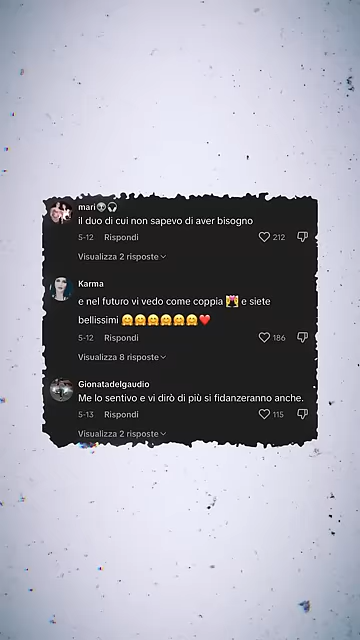 mari👽🎧
il duo di cui non sapevo di aver bisogno
5-12 Rispondi 212
Visualizza 2 risposte
Karma
e nel futuro vi vedo come coppia 💏 e siete
bellissimi 🤗🤗🤗🤗🤗🤗❤️
5-12 Rispondi 186
Visualizza 8 risposte
Gionatadelgaudio
Me lo sentivo e vi dirò di più si fidanzeranno anche.
5-13 Rispondi 115
Visualizza 2 risposte